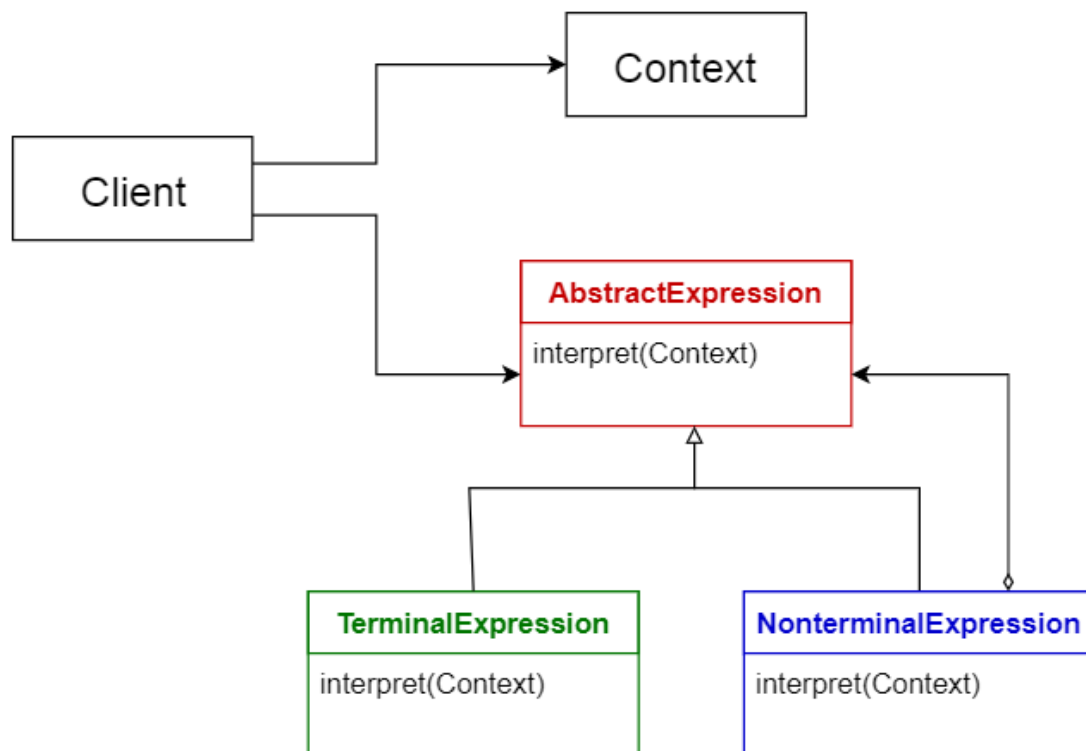 Context
Client
AbstractExpression
interpret(Context)
TerminalExpression
interpret(Context)
NonterminalExpression
interpret(Context)